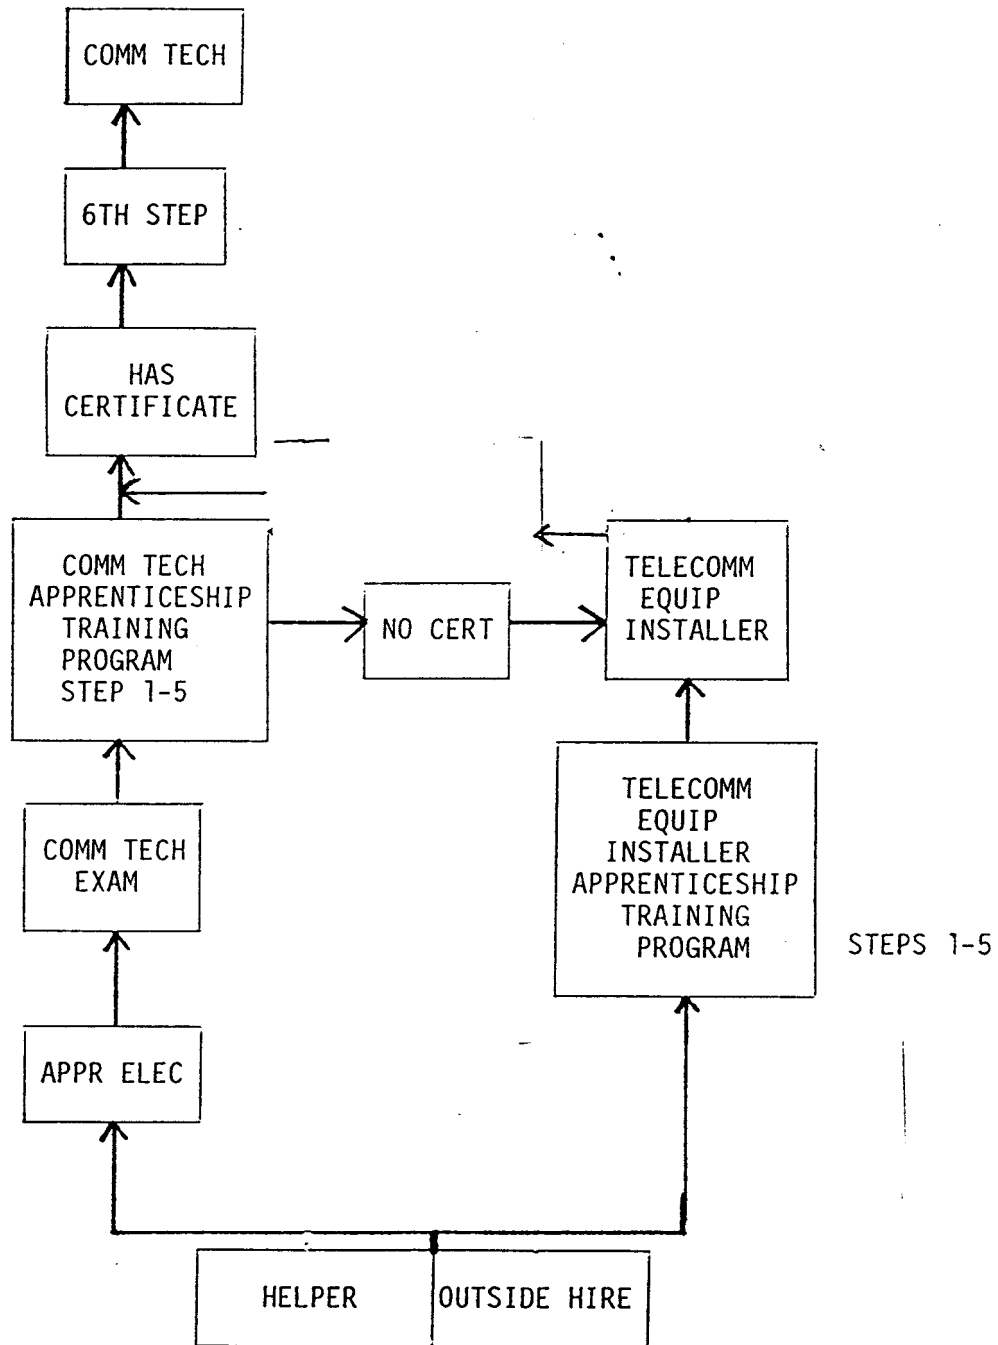 COMM TECH
6TH STEP
HAS
CERTIFICATE
COMM TECH
APPRENTICESHIP
TRAINING
PROGRAM
STEP 1-5
NO CERT
TELECOMM
EQUIP
INSTALLER
COMM TECH
EXAM
TELECOMM
EQUIP
INSTALLER
APPRENTICESHIP
TRAINING
PROGRAM
STEPS 1-5
APPR ELEC
HELPER
OUTSIDE HIRE